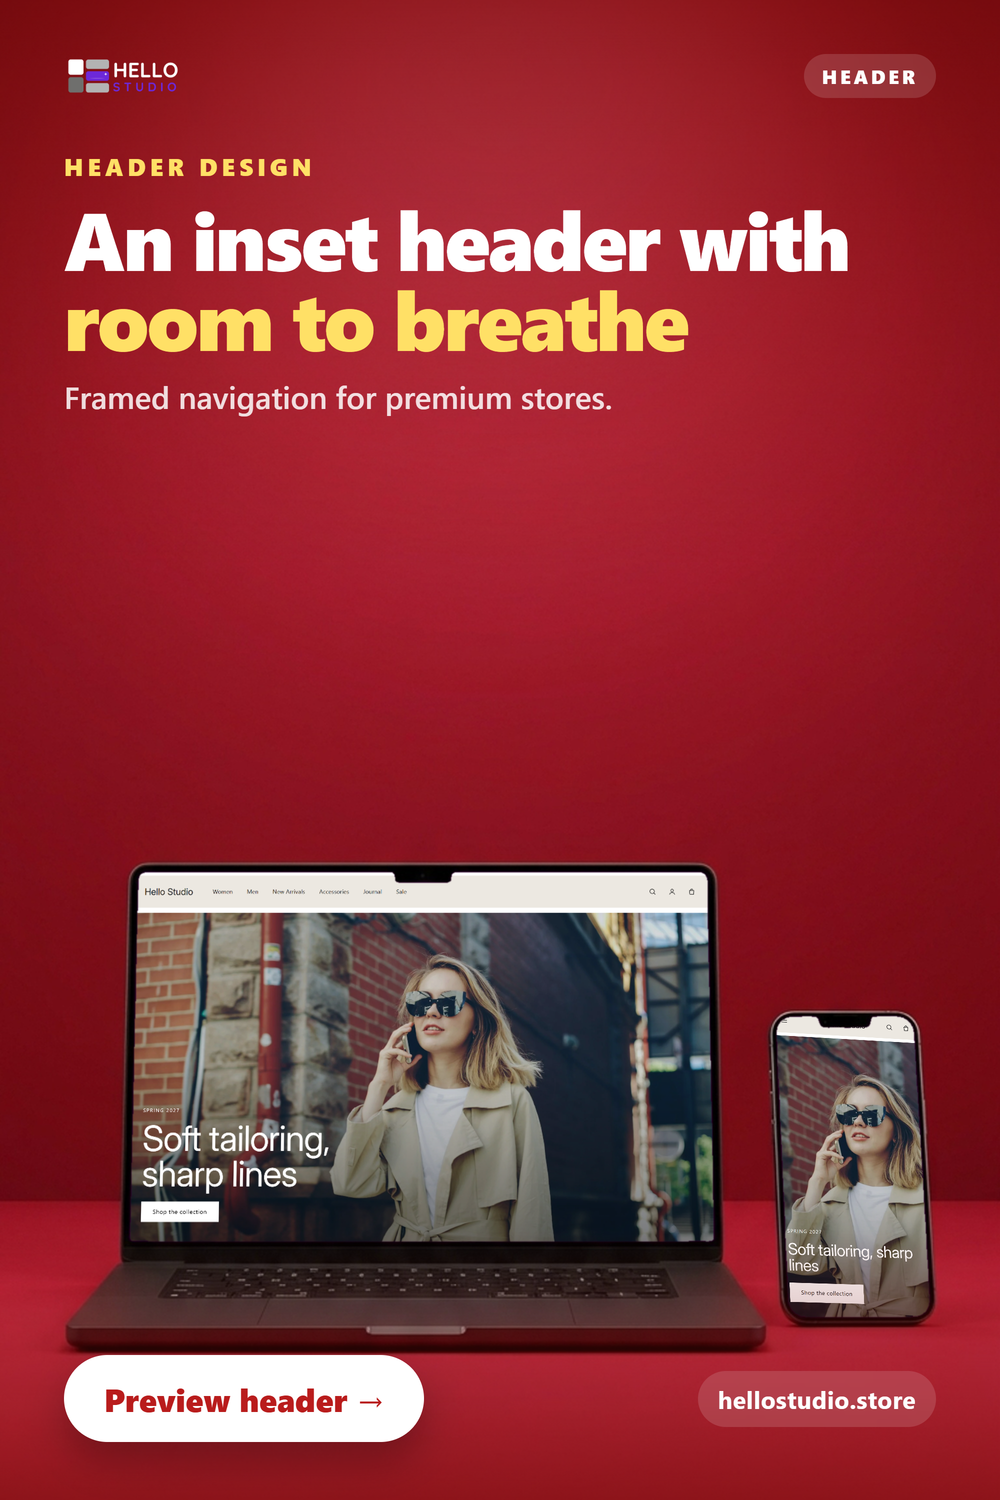 HELLO
STUDIO
HEADER
HEADER DESIGN
An inset header with
room to breathe
Framed navigation for premium stores.
Hello Studio Women Men New Arrivals Accessories Journal Sale
SPRING 2027
Soft tailoring,
sharp lines
Shop the collection
SPRING 2027
Soft tailoring, sharp
lines
Shop the collection
Preview header →
hellostudio.store